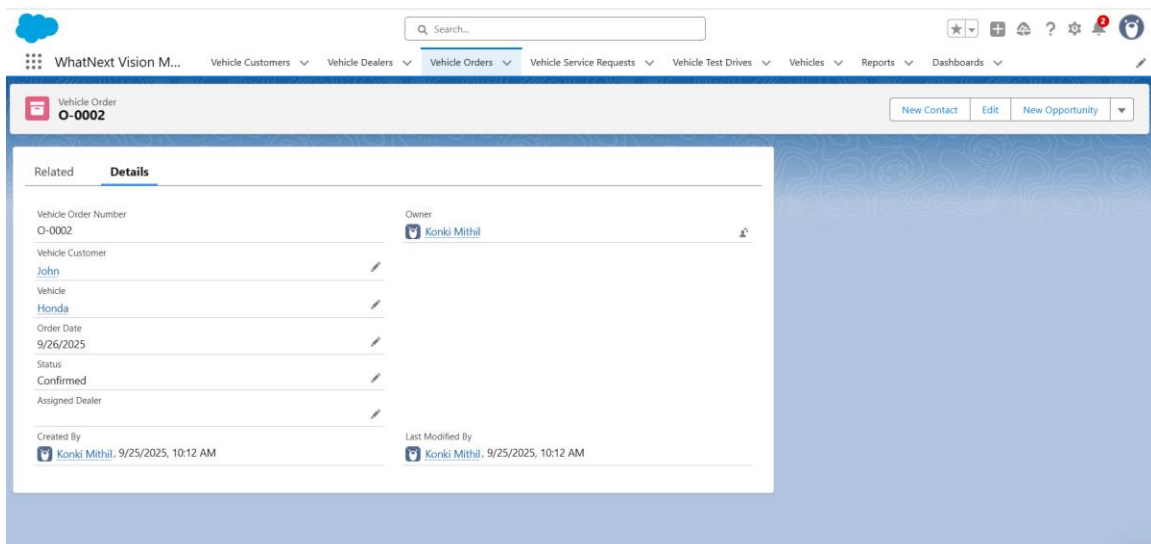 Search...
2
WhatNext Vision M... Vehicle Customers Vehicle Dealers Vehicle Orders Vehicle Service Requests Vehicle Test Drives Vehicles Reports Dashboards
Vehicle Order
O-0002
New Contact Edit New Opportunity
Related Details
Vehicle Order Number
O-0002
Owner
Konki Mithil
Vehicle Customer
John
Vehicle
Honda
Order Date
9/26/2025
Status
Confirmed
Assigned Dealer
Created By
Konki Mithil, 9/25/2025, 10:12 AM
Last Modified By
Konki Mithil, 9/25/2025, 10:12 AM